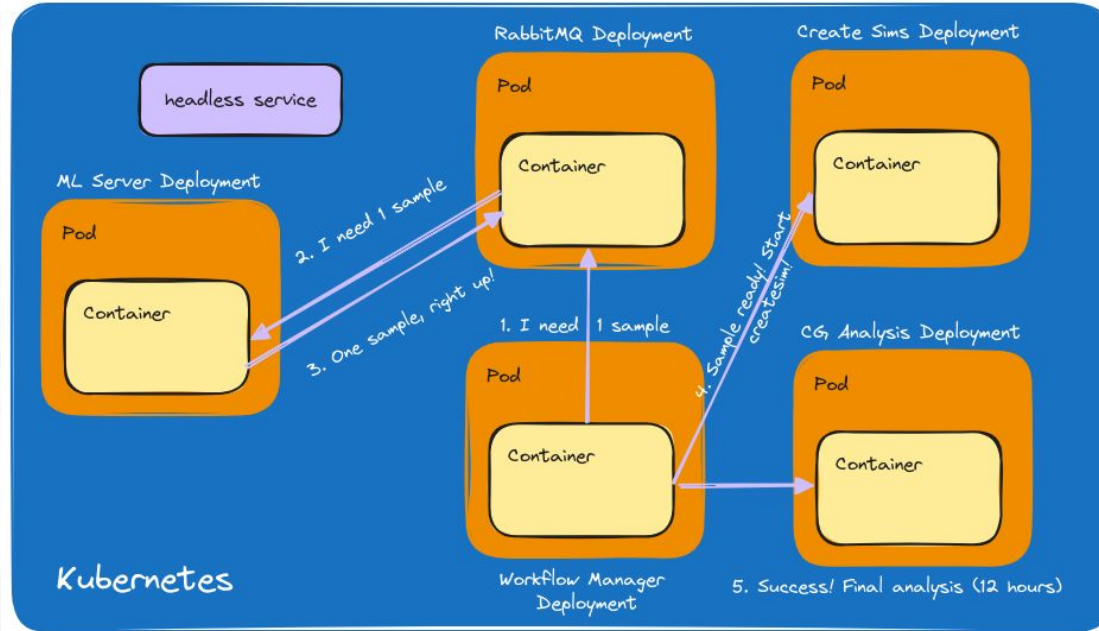 RabbitMQ Deployment
Create Sims Deployment
headless service
Pod
Container
Pod
Container
ML Server Deployment
Pod
Container
2. I need 1 sample
3. One sample, right up!
1. I need 1 sample
4. Sample ready! Start
createsim!
CG Analysis Deployment
Pod
Container
Pod
Container
Kubernetes
Workflow Manager
Deployment
5. Success! Final analysis (12 hours)